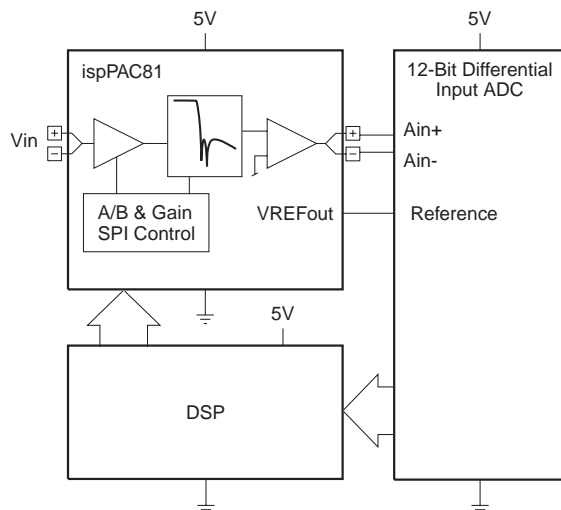 5V
5V
ispPAC81
12-Bit Differential
Input ADC
Vin
+
−
+
−
Ain+
Ain-
A/B & Gain
SPI Control
VREFout
Reference
5V
DSP